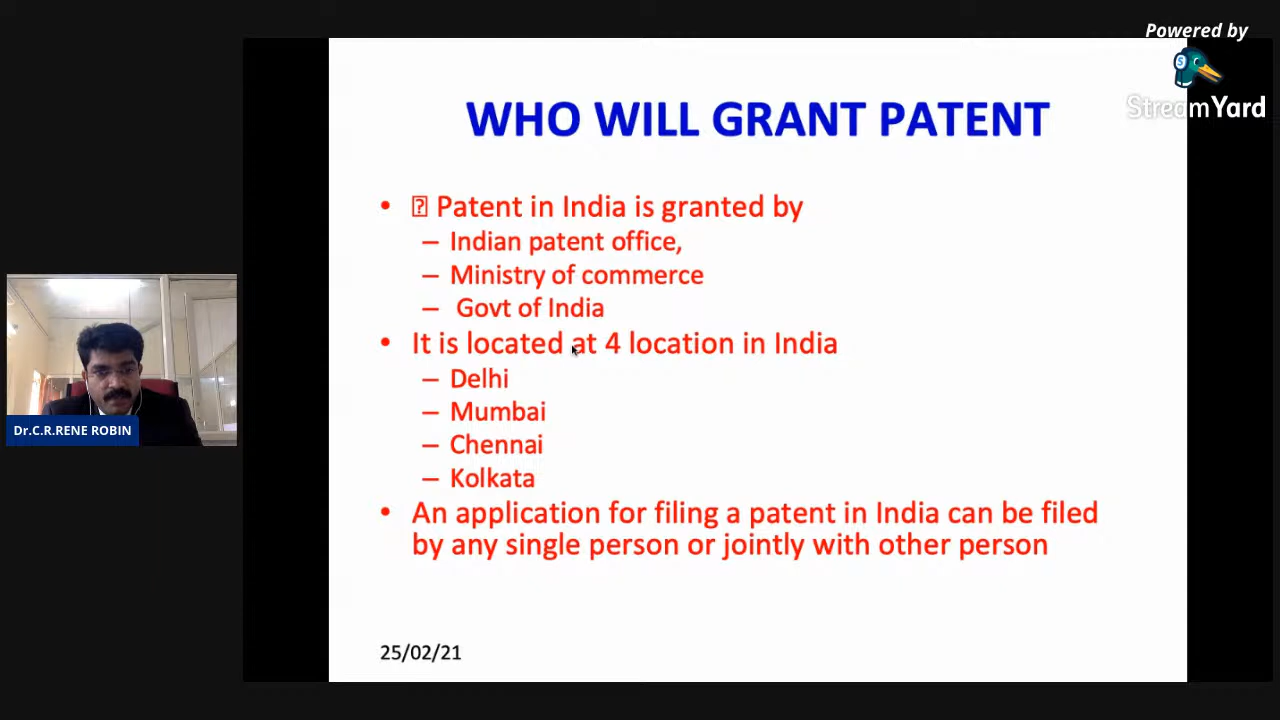 Powered by
StreamYard
WHO WILL GRANT PATENT
• Patent in India is granted by
– Indian patent office,
– Ministry of commerce
– Govt of India
• It is located at 4 location in India
– Delhi
– Mumbai
– Chennai
– Kolkata
• An application for filing a patent in India can be filed
by any single person or jointly with other person
Dr.C.R.RENE ROBIN
25/02/21